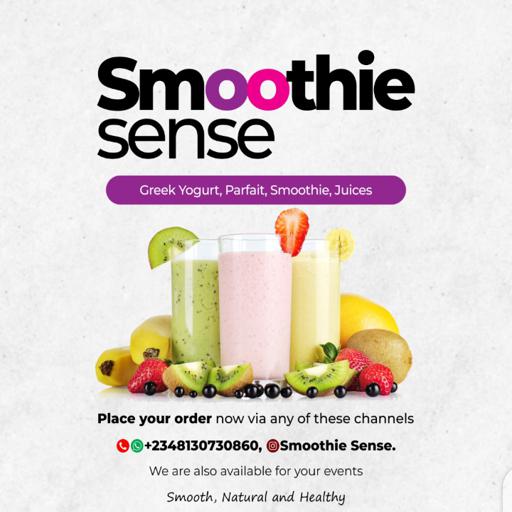 Smoothie
sense
Greek Yogurt, Parfait, Smoothie, Juices
Place your order now via any of these channels
+2348130730860, Smoothie Sense.
We are also available for your events
Smooth, Natural and Healthy